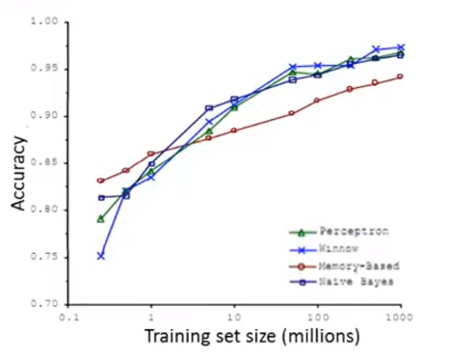 1.00
0.95
0.90
0.85
0.80
0.75
0.70
Accuracy
Perceptron
Winnow
Memory-Based
Naive Bayes
0.1 1 10 100 1000
Training set size (millions)